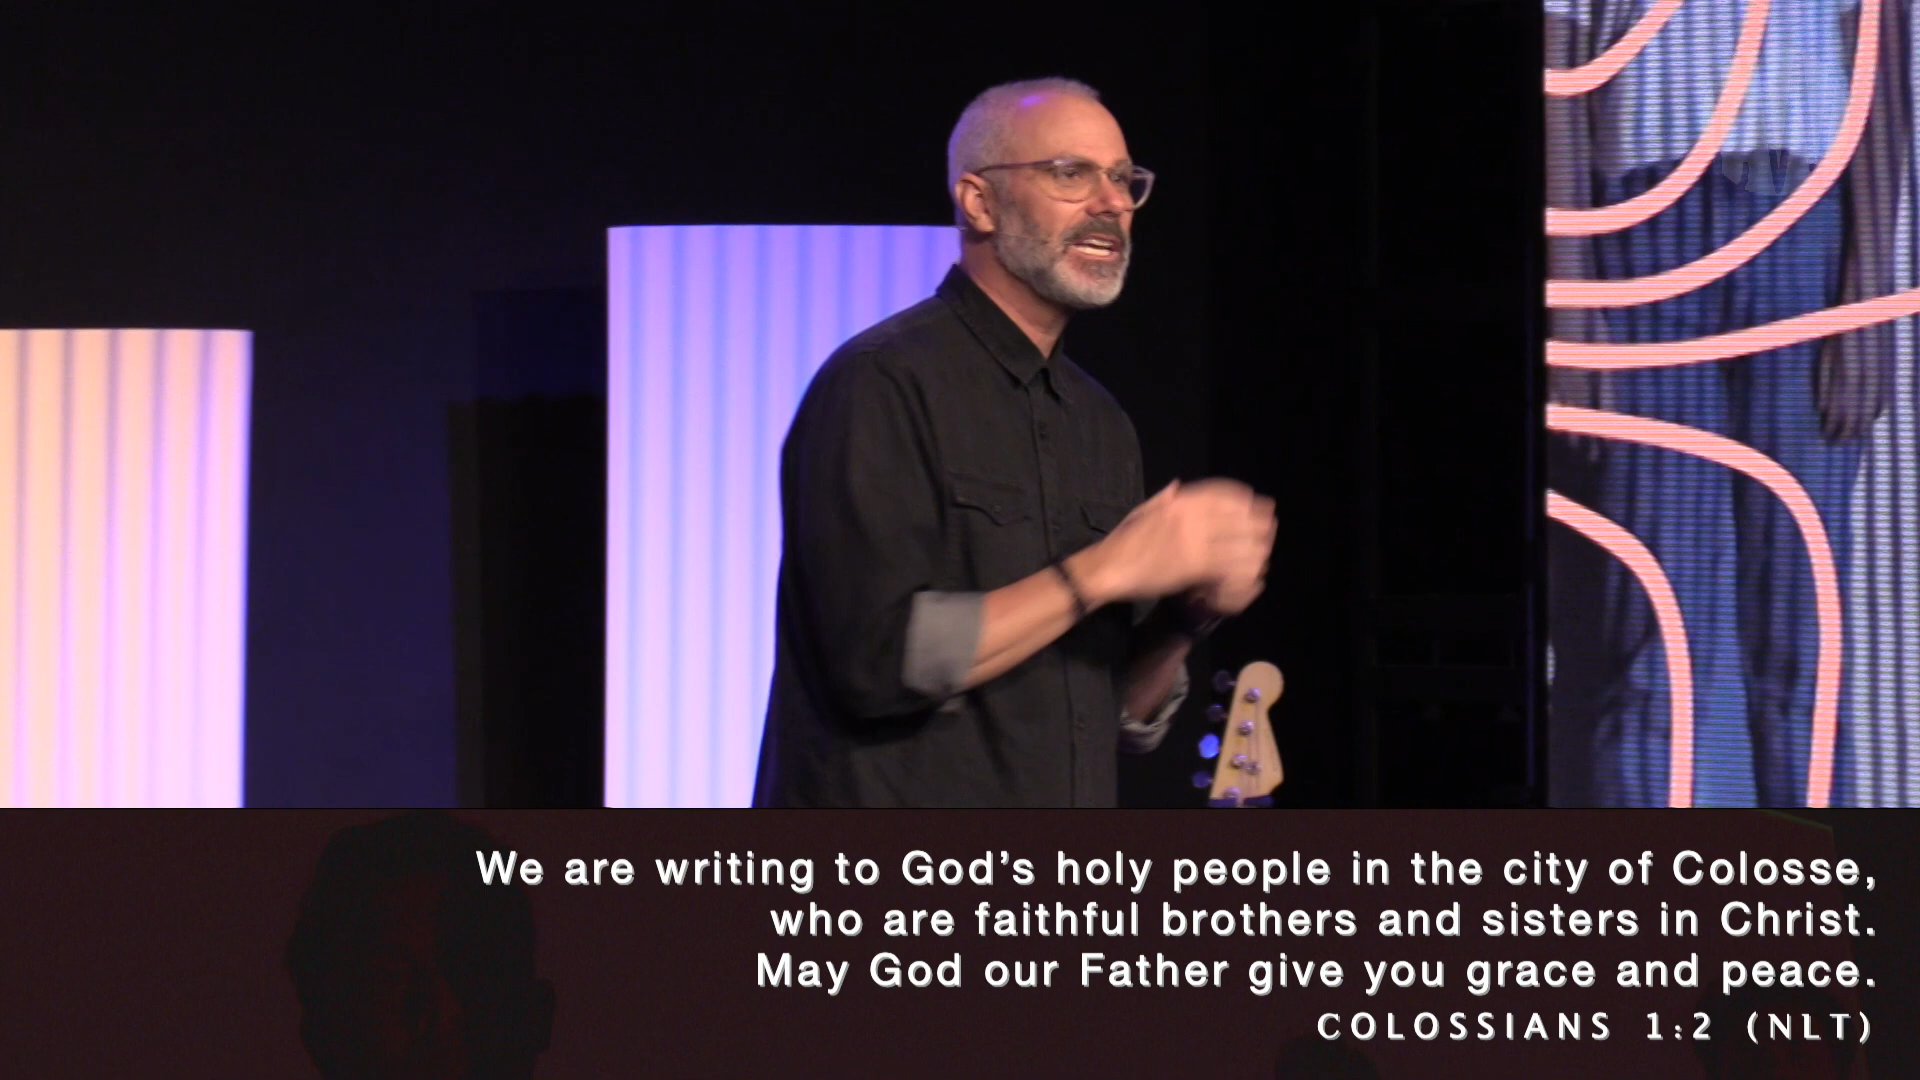 We are writing to God’s holy people in the city of Colosse,
who are faithful brothers and sisters in Christ.
May God our Father give you grace and peace.
COLOSSIANS 1:2 (NLT)